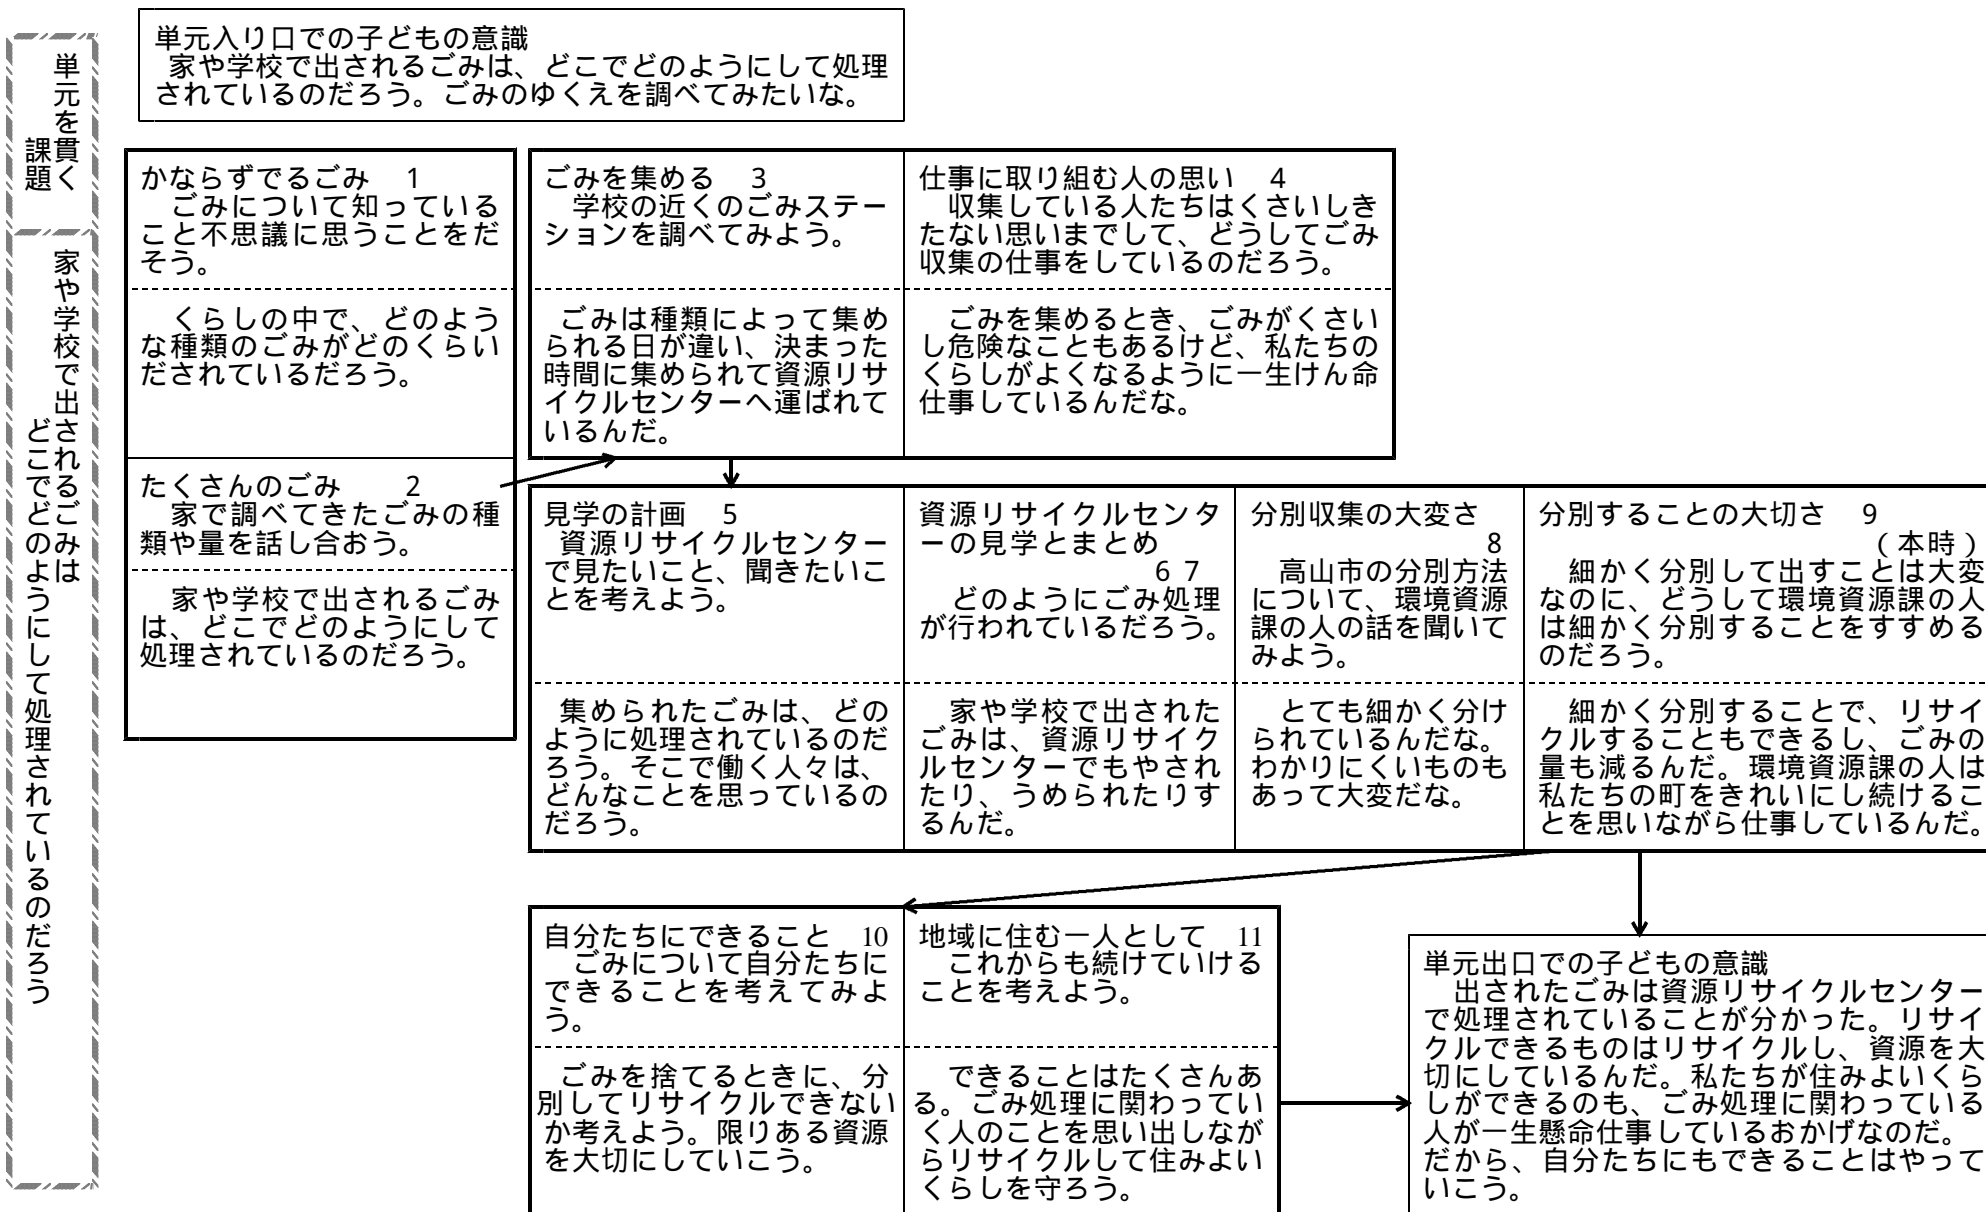 単元を貫く
課題
家や学校で出されるごみは
どこでどのようにして処理されているのだろう
単元入り口での子どもの意識
家や学校で出されるごみは、どこでどのようにして処理
されているのだろう。ごみのゆくえを調べてみたいな。
かならずでるごみ　1
ごみについて知っている
こと不思議に思うことをだ
そう。
くらしの中で、どのよう
な種類のごみがどのくらい
だされているだろう。
たくさんのごみ　2
家で調べてきたごみの種
類や量を話し合おう。
家や学校で出されるごみ
は、どこでどのようにして
処理されているのだろう。
ごみを集める　3
学校の近くのごみステー
ションを調べてみよう。
ごみは種類によって集め
られる日が違い、決まった
時間に集められて資源リサ
イクルセンターへ運ばれて
いるんだ。
仕事に取り組む人の思い　4
収集している人たちはくさいしき
たない思いまでして、どうしてごみ
収集の仕事をしているのだろう。
ごみを集めるとき、ごみがくさい
し危険なこともあるけど、私たちの
くらしがよくなるように一生けん命
仕事しているんだな。
見学の計画　5
資源リサイクルセンター
で見たいこと、聞きたいこ
とを考えよう。
集められたごみは、どの
ように処理されているのだ
ろう。そこで働く人々は、
どんなことを思っているの
だろう。
資源リサイクルセンタ
ーの見学とまとめ
6 7
どのようにごみ処理
が行われているだろう。
家や学校で出された
ごみは、資源リサイク
ルセンターでもやされ
たり、うめられたりす
るんだ。
分別収集の大変さ
8
高山市の分別方法
について、環境資源
課の人の話を聞いて
みよう。
とても細かく分け
られているんだな。
わかりにくいものも
あって大変だな。
分別することの大切さ　9
（本時）
細かく分別して出すことは大変
なのに、どうして環境資源課の人
は細かく分別することをすすめる
のだろう。
細かく分別することで、リサイ
クルすることもできるし、ごみの
量も減るんだ。環境資源課の人は
私たちの町をきれいにし続けるこ
とを思いながら仕事しているんだ。
自分たちにできること　10
ごみについて自分たちに
できることを考えてみよ
う。
ごみを捨てるときに、分
別してリサイクルできない
か考えよう。限りある資源
を大切にしていこう。
地域に住む一人として　11
これからも続けていける
ことを考えよう。
できることはたくさんあ
る。ごみ処理に関わってい
く人のことを思い出しなが
らリサイクルして住みよい
くらしを守ろう。
単元出口での子どもの意識
出されたごみは資源リサイクルセンター
で処理されていることが分かった。リサイ
クルできるものはリサイクルし、資源を大
切にしているんだ。私たちが住みよいくら
しができるのも、ごみ処理に関わっている
人が一生懸命仕事しているおかげなのだ。
だから、自分たちにもできることはやって
いこう。